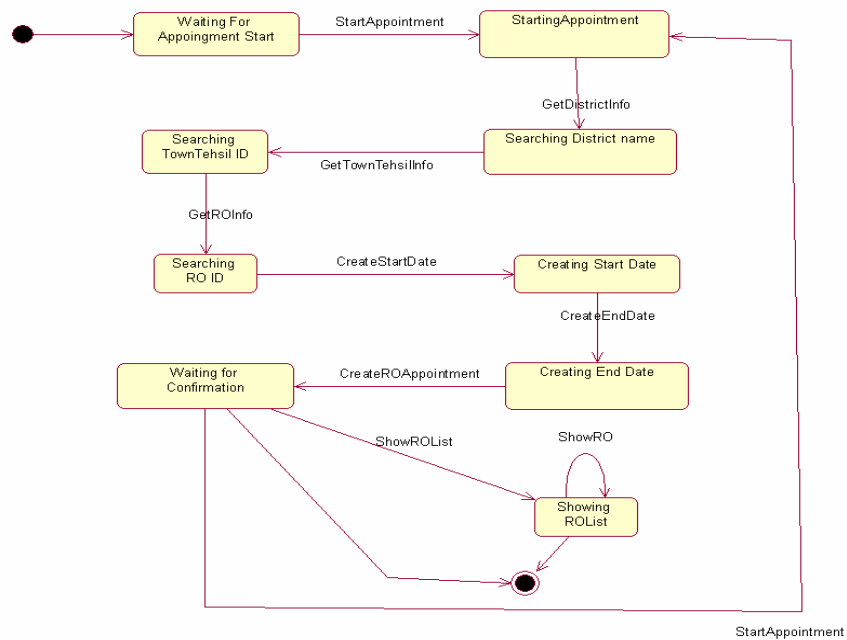 Waiting For
Appoingment Start
StartAppointment
StartingAppointment
GetDistrictInfo
Searching
TownTehsil ID
GetTownTehsilInfo
Searching District name
GetROInfo
Searching
RO ID
CreateStartDate
Creating Start Date
CreateEndDate
Waiting for
Confirmation
CreateROAppointment
Creating End Date
ShowROList
ShowRO
Showing
ROList
StartAppointment